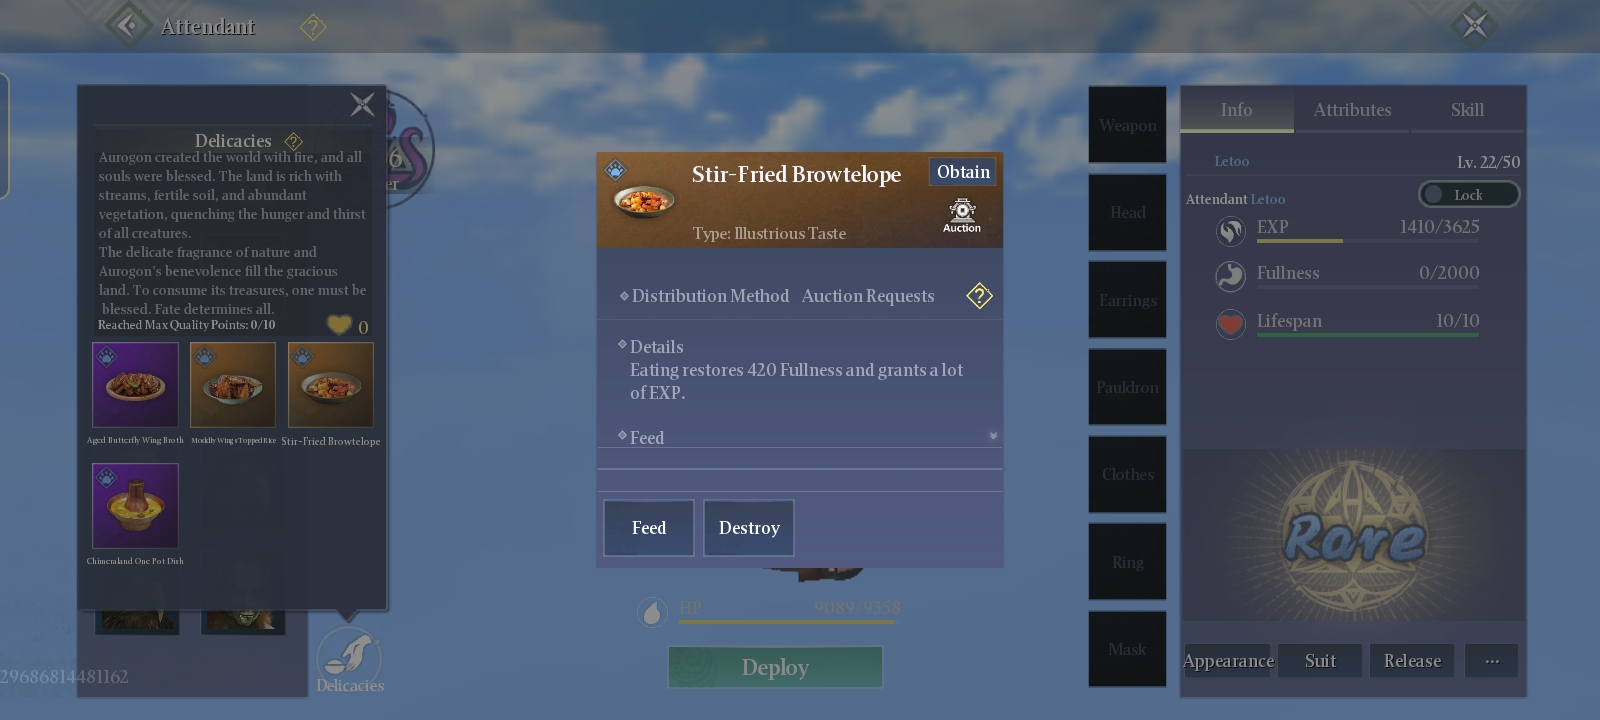 Attendant
Delicacies
Aurogon created the world with fire, and all
souls were blessed. The land is rich with
streams, fertile soil, and abundant
vegetation, quenching the hunger and thirst
of all creatures.
The delicate fragrance of nature and
Aurogon's benevolence fill the gracious
land. To consume its treasures, one must be
blessed. Fate determines all.
Reached Max Quality Points: 0/10
0
Aged Butterfly Wing Broth
Stir-Fried Browtelope
Chimeraland One Pot Dish
Delicacies
29686814481162
Stir-Fried Browtelope
Obtain
Type: Illustrious Taste
Auction
Distribution Method Auction Requests
Details
Eating restores 420 Fullness and grants a lot
of EXP.
Feed
Feed
Destroy
HP 9089/9358
Deploy
Weapon
Head
Earrings
Pauldron
Clothes
Ring
Mask
Info
Attributes
Skill
Letoo
Lv. 22/50
Attendant Letoo
Lock
EXP 1410/3625
Fullness 0/2000
Lifespan 10/10
Rare
Appearance
Suit
Release
...